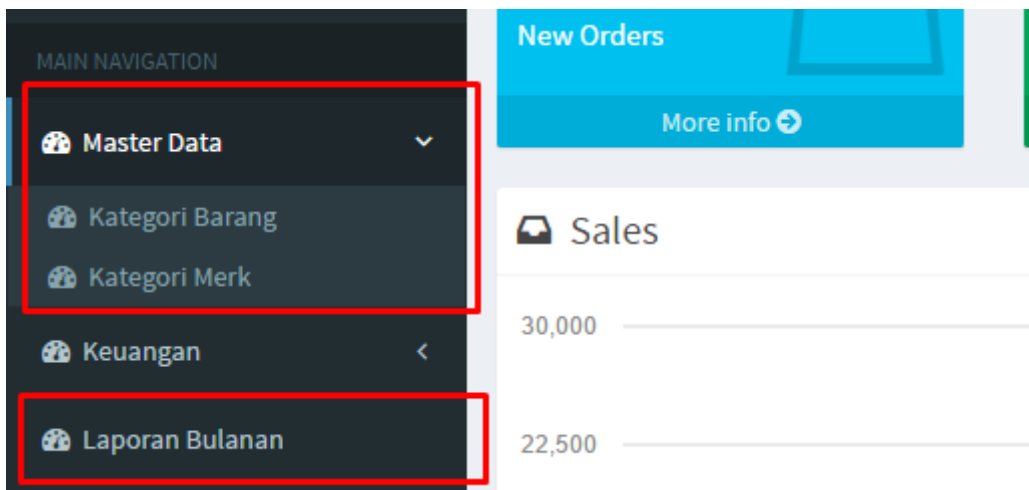 MAIN NAVIGATION
Master Data
Kategori Barang
Kategori Merk
Keuangan
Laporan Bulanan
New Orders
More info
Sales
30,000
22,500